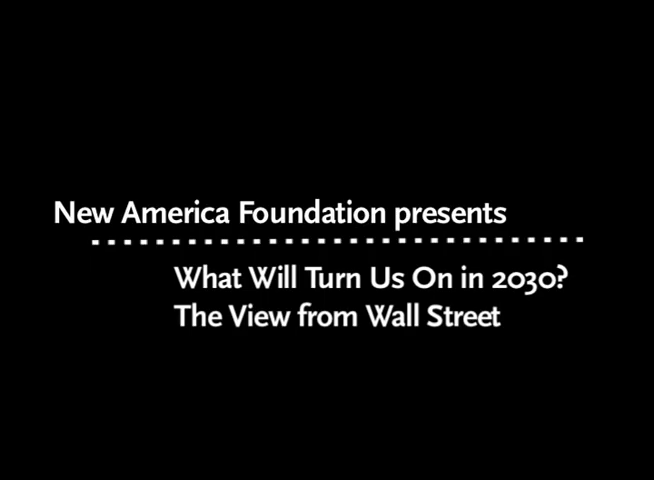 New America Foundation presents
What Will Turn Us On in 2030?
The View from Wall Street